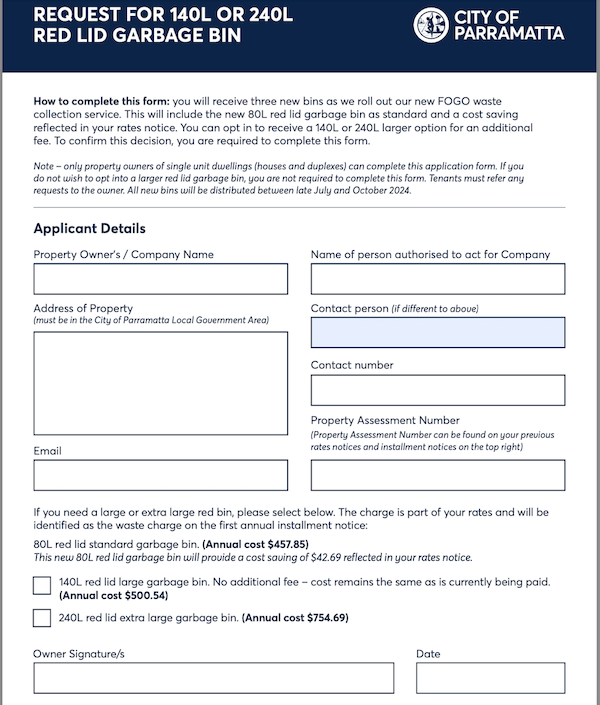 REQUEST FOR 140L OR 240L
RED LID GARBAGE BIN
CITY OF
PARRAMATTA
How to complete this form: you will receive three new bins as we roll out our new FOGO waste
collection service. This will include the new 80L red lid garbage bin as standard and a cost saving
reflected in your rates notice. You can opt in to receive a 140L or 240L larger option for an additional
fee. To confirm this decision, you are required to complete this form.
Note – only property owners of single unit dwellings (houses and duplexes) can complete this application form. If you
do not wish to opt into a larger red lid garbage bin, you are not required to complete this form. Tenants must refer any
requests to the owner. All new bins will be distributed between late July and October 2024.
Applicant Details
Property Owner's / Company Name
Name of person authorised to act for Company
Address of Property
(must be in the City of Parramatta Local Government Area)
Contact person (if different to above)
Contact number
Property Assessment Number
(Property Assessment Number can be found on your previous
rates notices and installment notices on the top right)
Email
If you need a large or extra large red bin, please select below. The charge is part of your rates and will be
identified as the waste charge on the first annual installment notice:
80L red lid standard garbage bin. (Annual cost $457.85)
This new 80L red lid garbage bin will provide a cost saving of $42.69 reflected in your rates notice.
140L red lid large garbage bin. No additional fee – cost remains the same as is currently being paid.
(Annual cost $500.54)
240L red lid extra large garbage bin. (Annual cost $754.69)
Owner Signature/s
Date